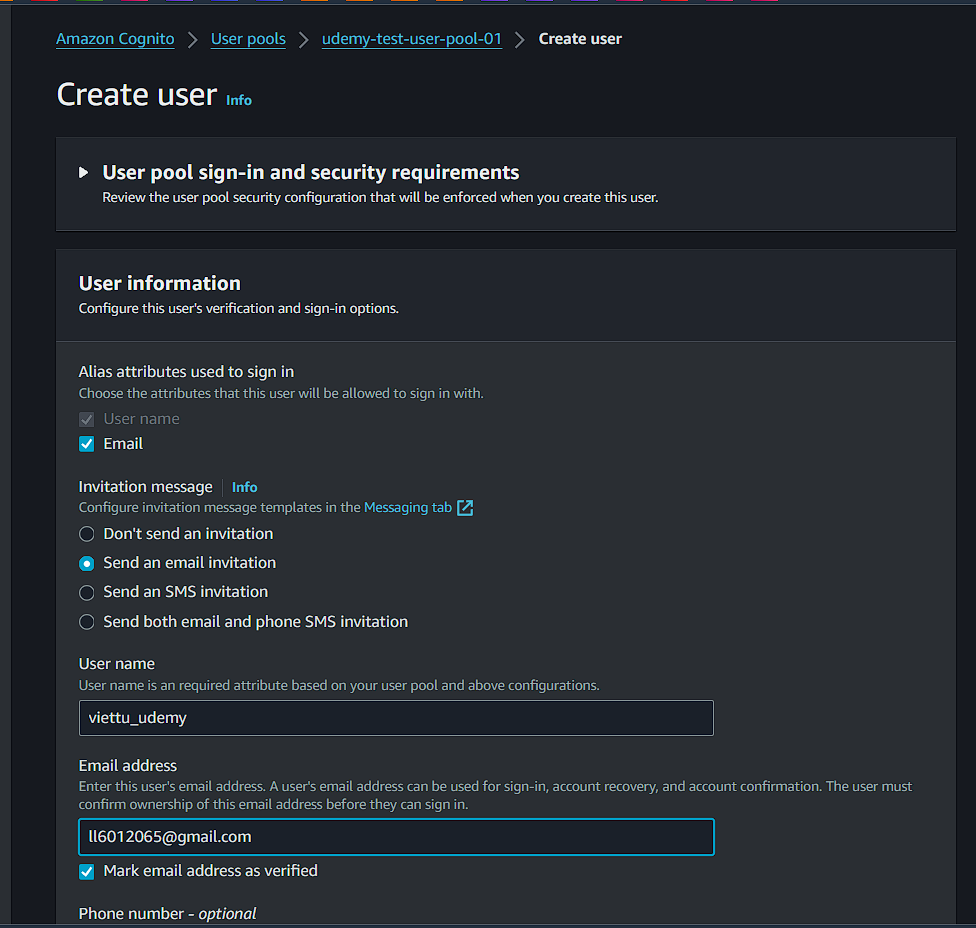 Amazon Cognito > User pools > udemy-test-user-pool-01 > Create user
Create user Info
User pool sign-in and security requirements
Review the user pool security configuration that will be enforced when you create this user.
User information
Configure this user's verification and sign-in options.
Alias attributes used to sign in
Choose the attributes that this user will be allowed to sign in with.
User name
Email
Invitation message Info
Configure invitation message templates in the Messaging tab
Don't send an invitation
Send an email invitation
Send an SMS invitation
Send both email and phone SMS invitation
User name
User name is an required attribute based on your user pool and above configurations.
viettu_udemy
Email address
Enter this user's email address. A user's email address can be used for sign-in, account recovery, and account confirmation. The user must
confirm ownership of this email address before they can sign in.
ll6012065@gmail.com
Mark email address as verified
Phone number - optional